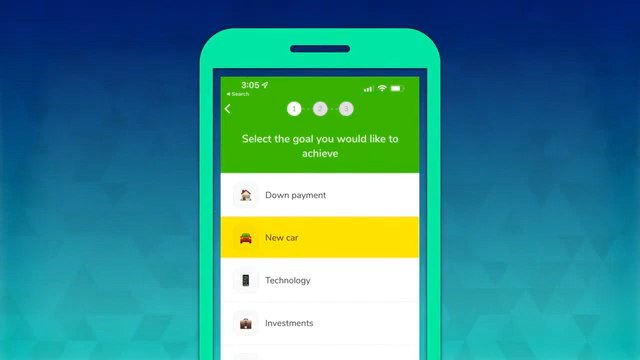 3:05
Search
1
2
3
Select the goal you would like to
achieve
Down payment
New car
Technology
Investments